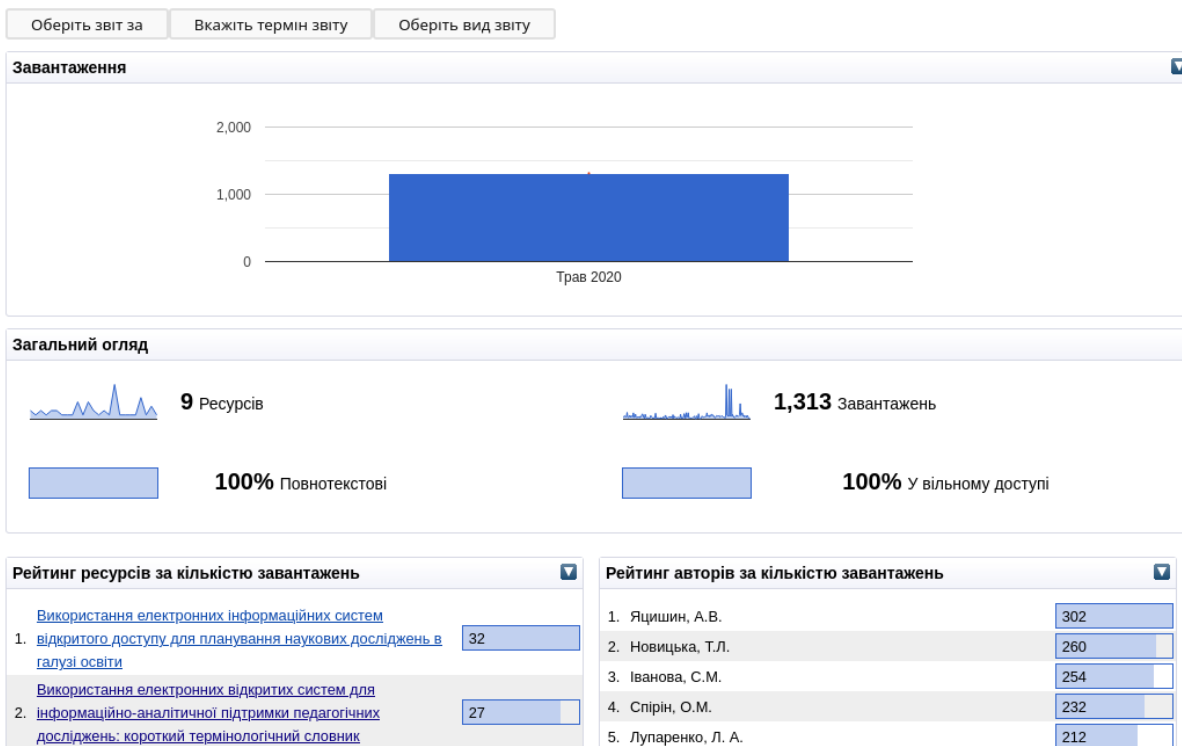 Оберіть звіт за
Вкажіть термін звіту
Оберіть вид звіту
Завантаження
2,000
1,000
0
Трав 2020
Загальний огляд
9 Ресурсів
1,313 Завантажень
100% Повнотекстові
100% У вільному доступі
Рейтинг ресурсів за кількістю завантажень
1. Використання електронних інформаційних систем
відкритого доступу для планування наукових досліджень в
галузі освіти
32
2. Використання електронних відкритих систем для
інформаційно-аналітичної підтримки педагогічних
досліджень: короткий термінологічний словник
27
Рейтинг авторів за кількістю завантажень
1. Яцишин, А.В. 302
2. Новицька, Т.Л. 260
3. Іванова, С.М. 254
4. Спірін, О.М. 232
5. Лупаренко, Л. А. 212